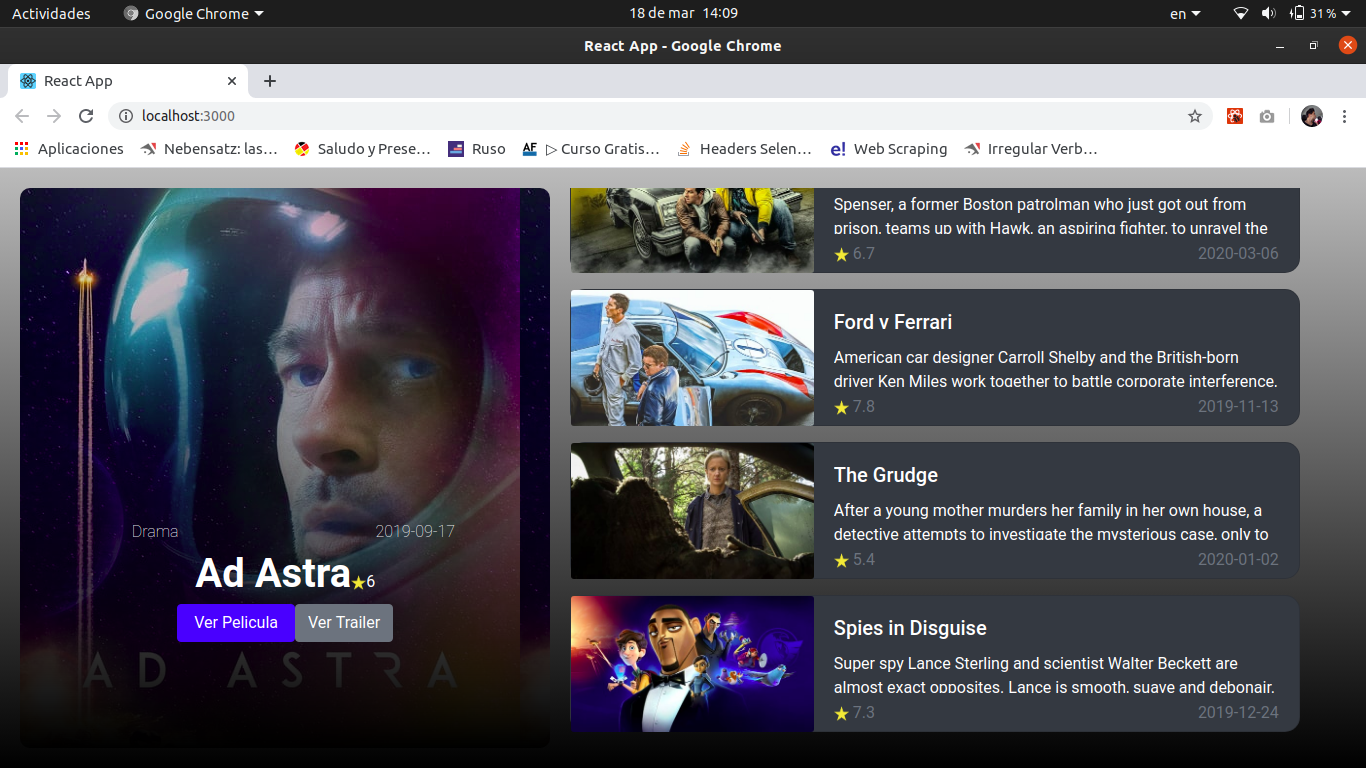 Actividades Google Chrome 18 de mar 14:09 en 31 %
React App - Google Chrome
React App
localhost:3000
Aplicaciones Nebensatz: las… Saludo y Prese… Ruso AF ▷ Curso Gratis… Headers Selen… e! Web Scraping Irregular Verb…
Drama 2019-09-17
Ad Astra 6
Ver Pelicula Ver Trailer
AD ASTRA
Spenser, a former Boston patrolman who just got out from
prison, teams up with Hawk, an aspiring fighter, to unravel the
6.7 2020-03-06
Ford v Ferrari
American car designer Carroll Shelby and the British-born
driver Ken Miles work together to battle corporate interference,
7.8 2019-11-13
The Grudge
After a young mother murders her family in her own house, a
detective attempts to investigate the mysterious case, only to
5.4 2020-01-02
Spies in Disguise
Super spy Lance Sterling and scientist Walter Beckett are
almost exact opposites. Lance is smooth, suave and debonair.
7.3 2019-12-24